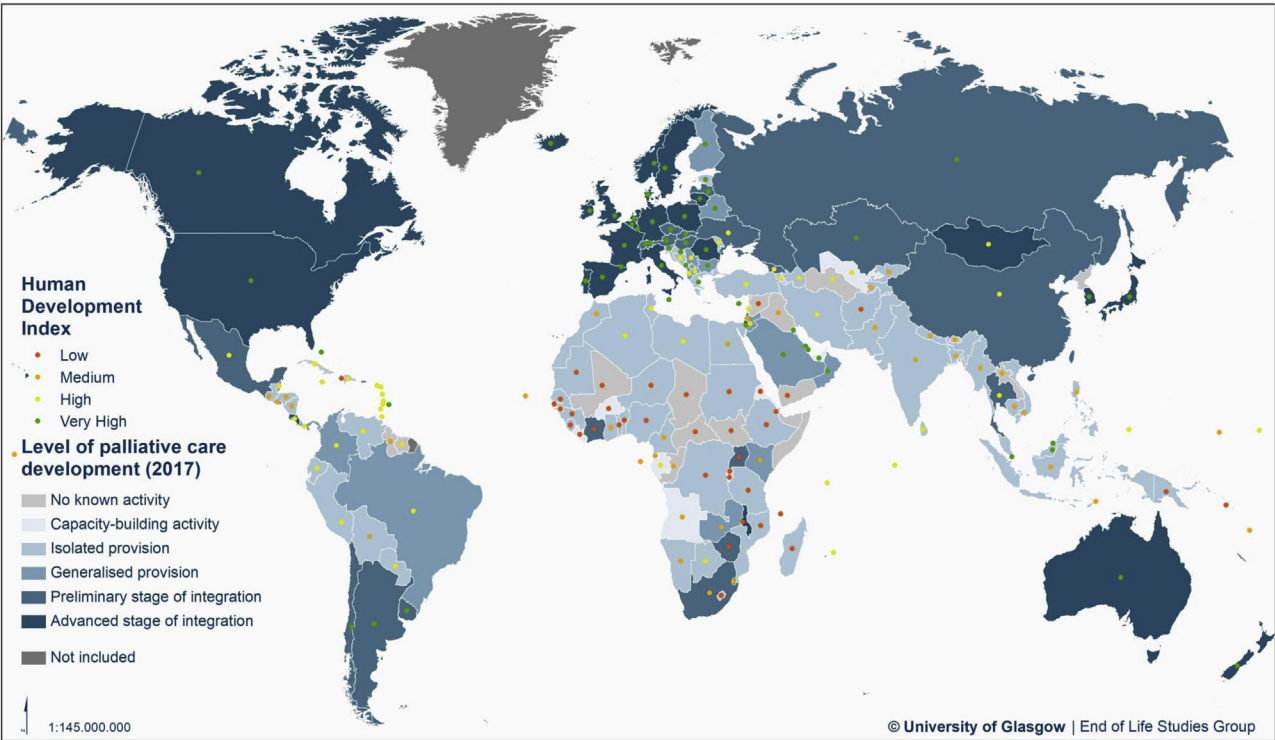 Human
Development
Index
Low
Medium
High
Very High
Level of palliative care
development (2017)
No known activity
Capacity-building activity
Isolated provision
Generalised provision
Preliminary stage of integration
Advanced stage of integration
Not included
1:145.000.000
© University of Glasgow | End of Life Studies Group